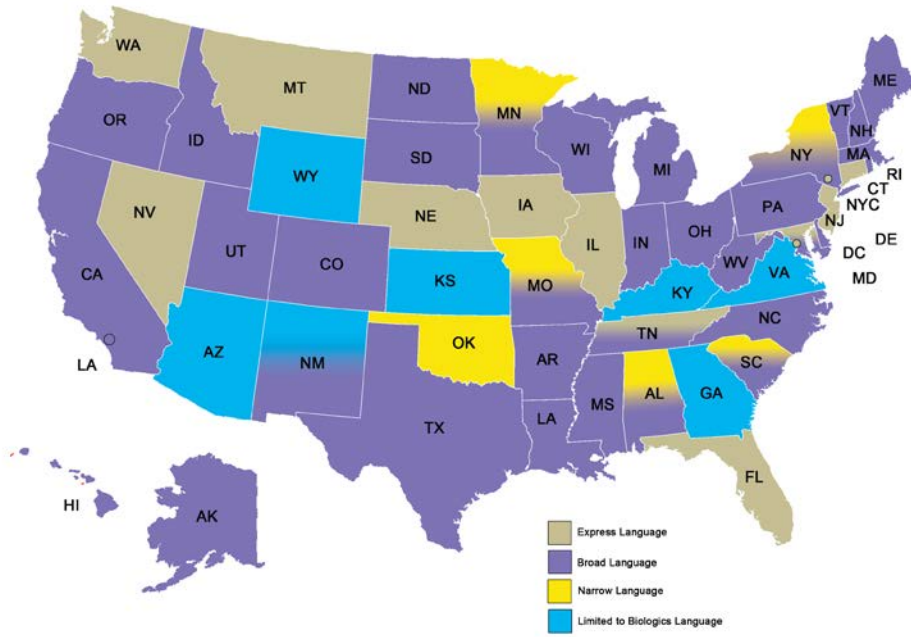 WA
MT
ND
MN
ME
VT
NH
OR
ID
SD
WI
MI
NY
MA
RI
CT
NYC
WY
NV
NE
IA
IL
IN
OH
PA
NJ
DE
DC
MD
UT
CO
KS
MO
KY
WV
VA
CA
LA
AZ
NM
OK
AR
TN
NC
SC
TX
LA
MS
AL
GA
FL
HI
AK
Express Language
Broad Language
Narrow Language
Limited to Biologics Language